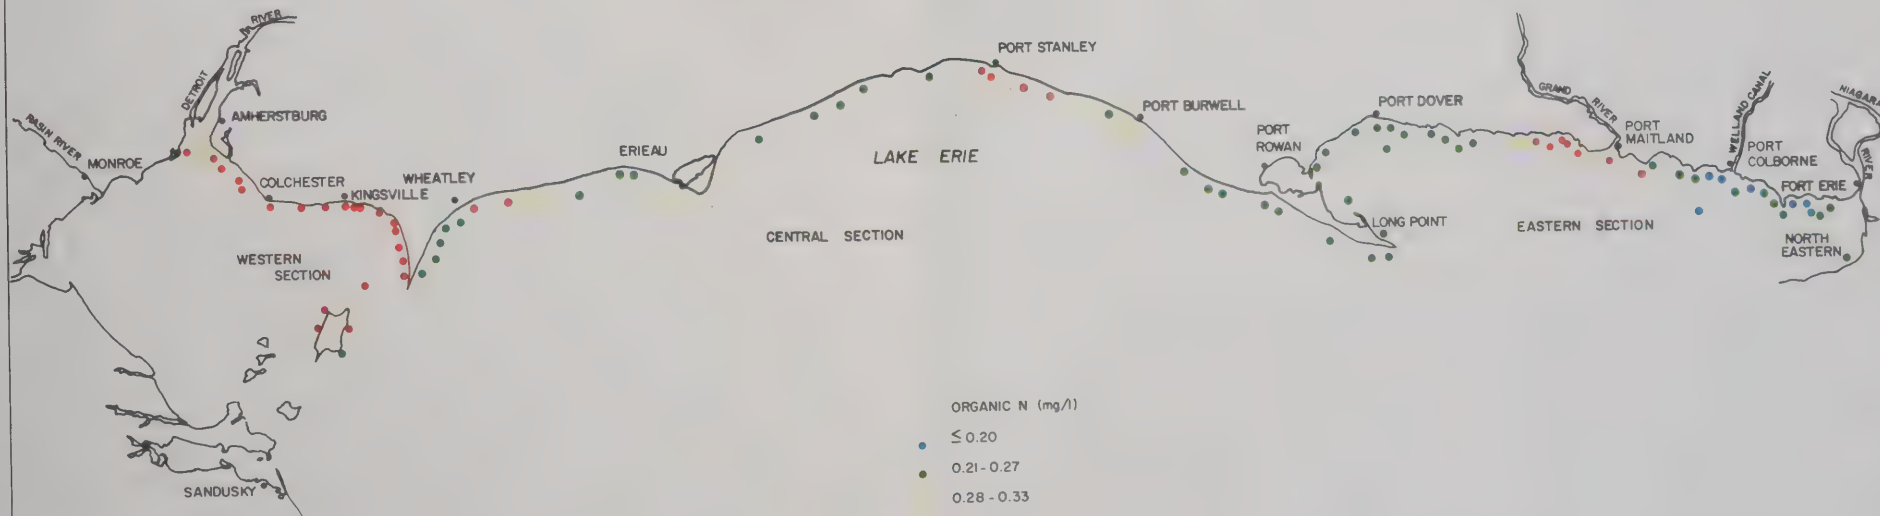 RIVER
DETROIT
AMHERSTBURG
RASIN RIVER
MONROE
COLCHESTER
KINGSVILLE
WHEATLEY
ERIEAU
WESTERN
SECTION
SANDUSKY
PORT STANLEY
LAKE ERIE
CENTRAL SECTION
PORT BURWELL
PORT
ROWAN
PORT DOVER
LONG POINT
GRAND
RIVER
PORT
MAITLAND
EASTERN SECTION
WELLAND CANAL
PORT
COLBORNE
FORT ERIE
NORTH
EASTERN
NIAGARA
RIVER
ORGANIC N (mg/l)
≤ 0.20
0.21 - 0.27
0.28 - 0.33